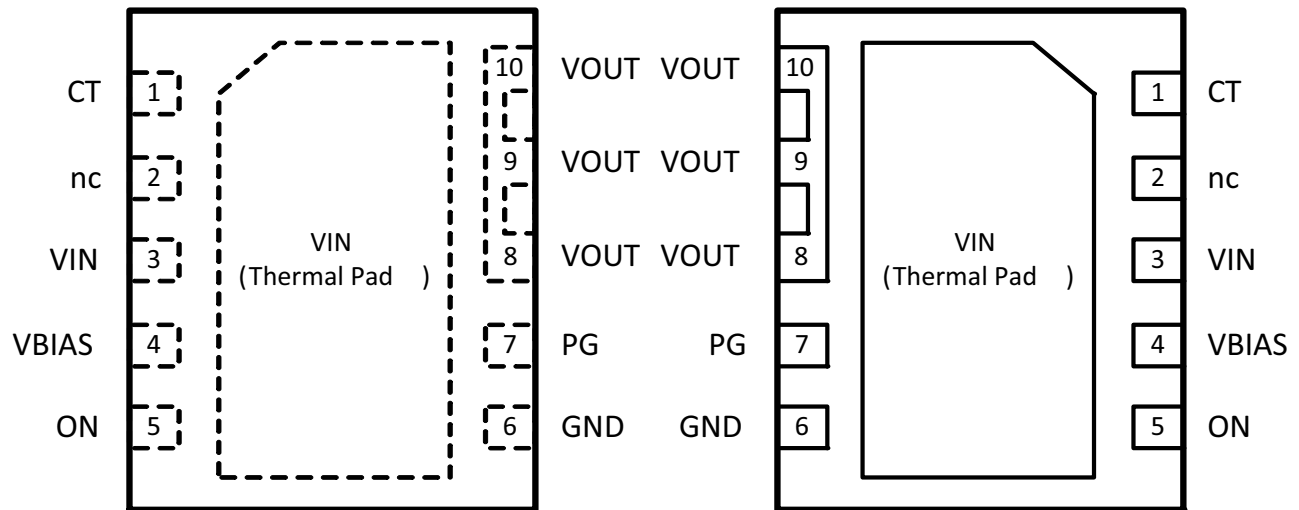 CT 1 10 VOUT
nc 2 9 VOUT
VIN 3 8 VOUT
VBIAS 4 7 PG
ON 5 6 GND
VIN
(Thermal Pad )
VOUT 10 1 CT
VOUT 9 2 nc
VOUT 8 3 VIN
PG 7 4 VBIAS
GND 6 5 ON
VIN
(Thermal Pad )